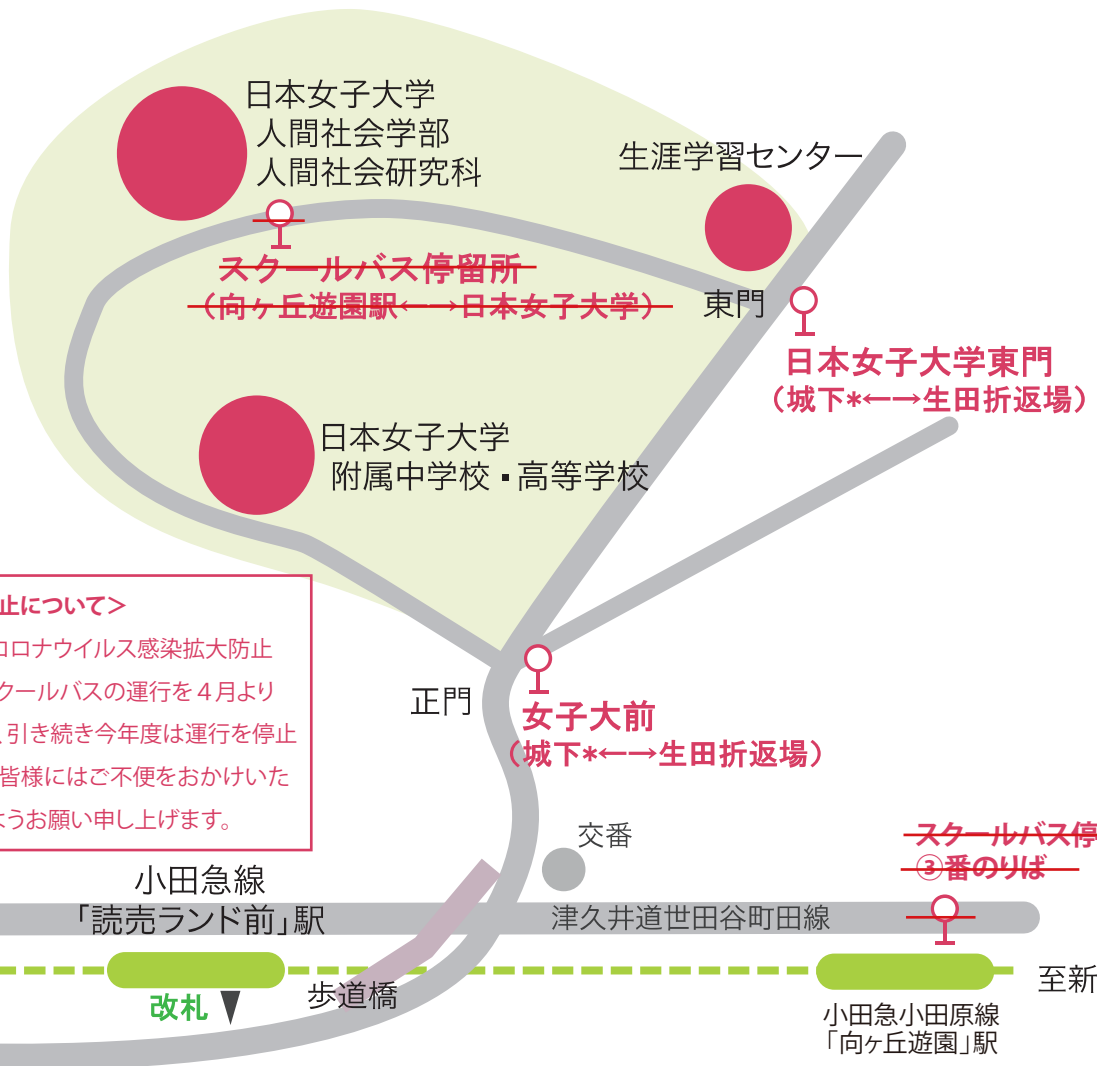 日本女子大学
人間社会学部
人間社会研究科
生涯学習センター
スクールバス停留所
（向ヶ丘遊園駅←→日本女子大学）
東門
日本女子大学東門
（城下*←→生田折返場）
日本女子大学
附属中学校・高等学校
止について＞
コロナウイルス感染拡大防止
クールバスの運行を４月より
、引き続き今年度は運行を停止
皆様にはご不便をおかけいた
ようお願い申し上げます。
正門
女子大前
（城下*←→生田折返場）
交番
スクールバス停
③番のりば
小田急線
「読売ランド前」駅
津久井道世田谷町田線
改札
歩道橋
至新
小田急小田原線
「向ヶ丘遊園」駅